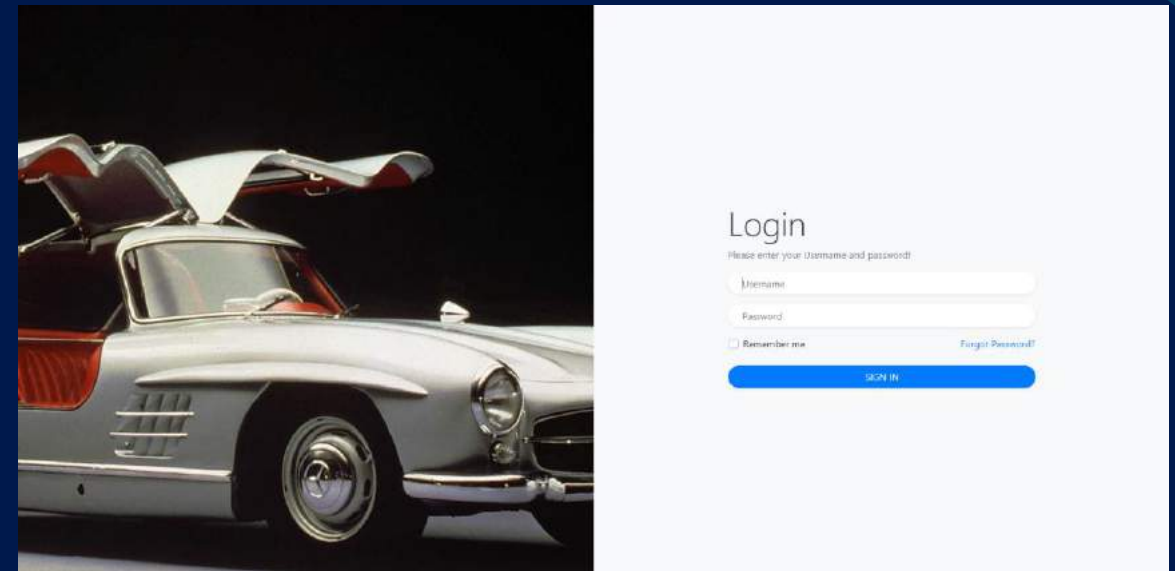 Login
Please enter your Username and password!
Username
Password
Remember me
Forgot Password?
SIGN IN